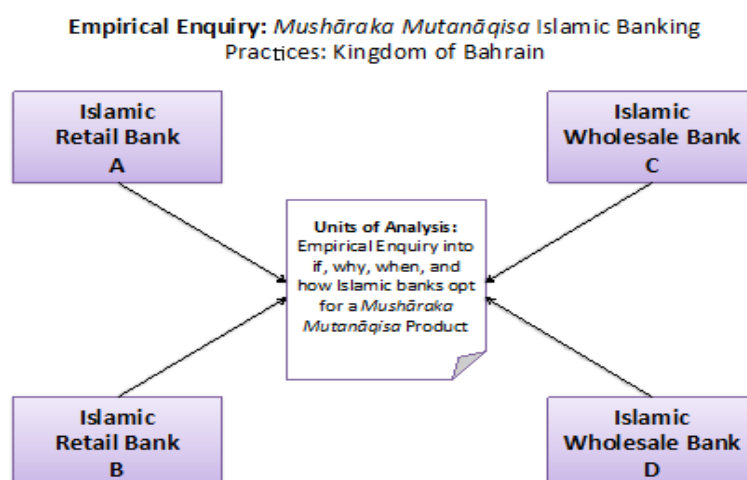 Empirical Enquiry: Mushāraka Mutanāqisa Islamic Banking
Practices: Kingdom of Bahrain
Islamic
Retail Bank
A
Islamic
Wholesale Bank
C
Units of Analysis:
Empirical Enquiry into
if, why, when, and
how Islamic banks opt
for a Mushāraka
Mutanāqisa Product
Islamic
Retail Bank
B
Islamic
Wholesale Bank
D